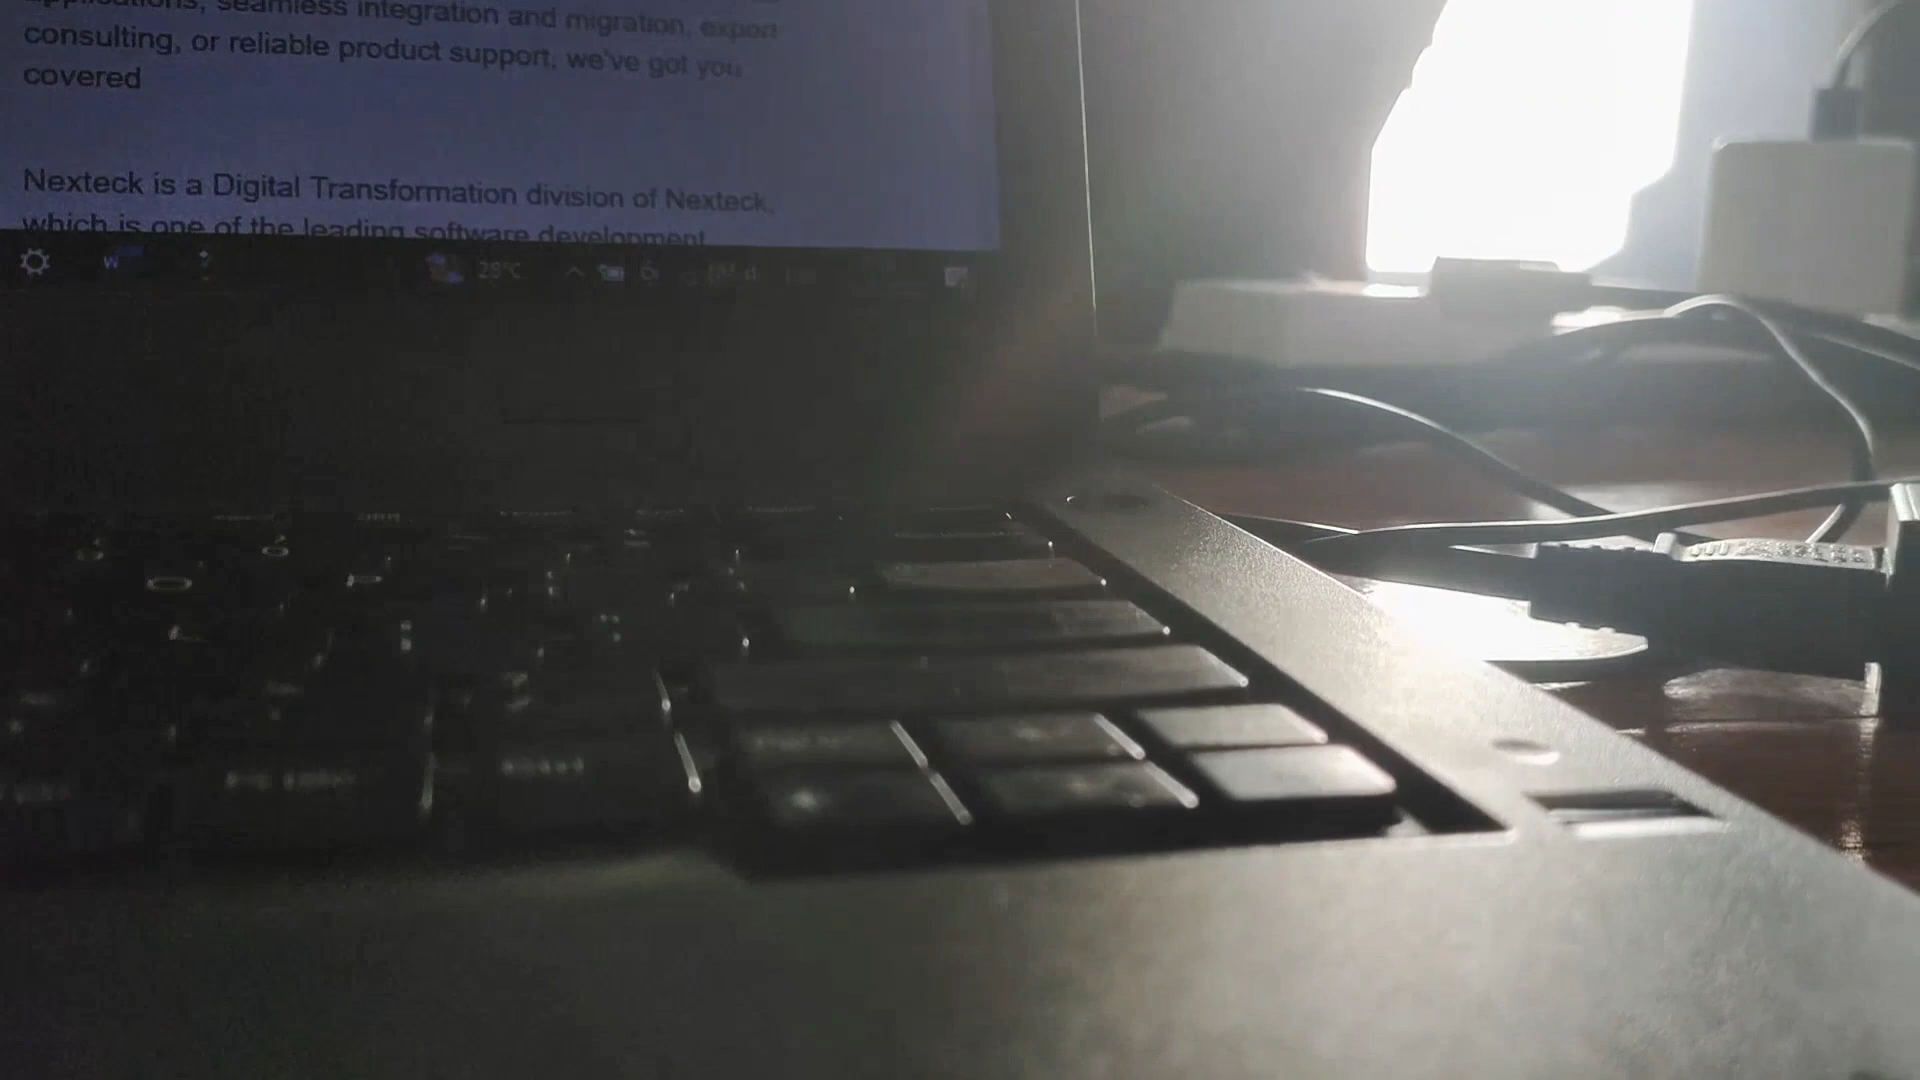 applications, seamless integration and migration, export
consulting, or reliable product support, we've got you
covered
Nexteck is a Digital Transformation division of Nexteck,
which is one of the leading software development
28°C